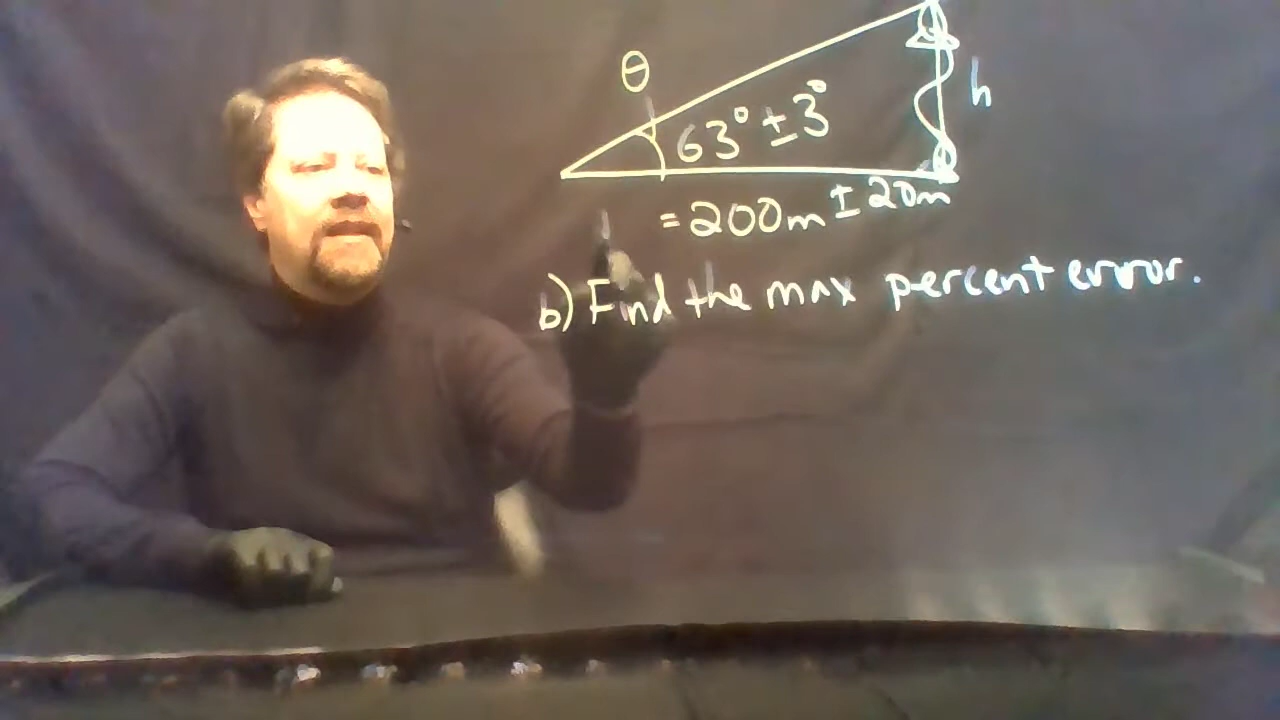 θ
h
63° ± 3°
= 200m ± 20m
b) Find the max percent error.